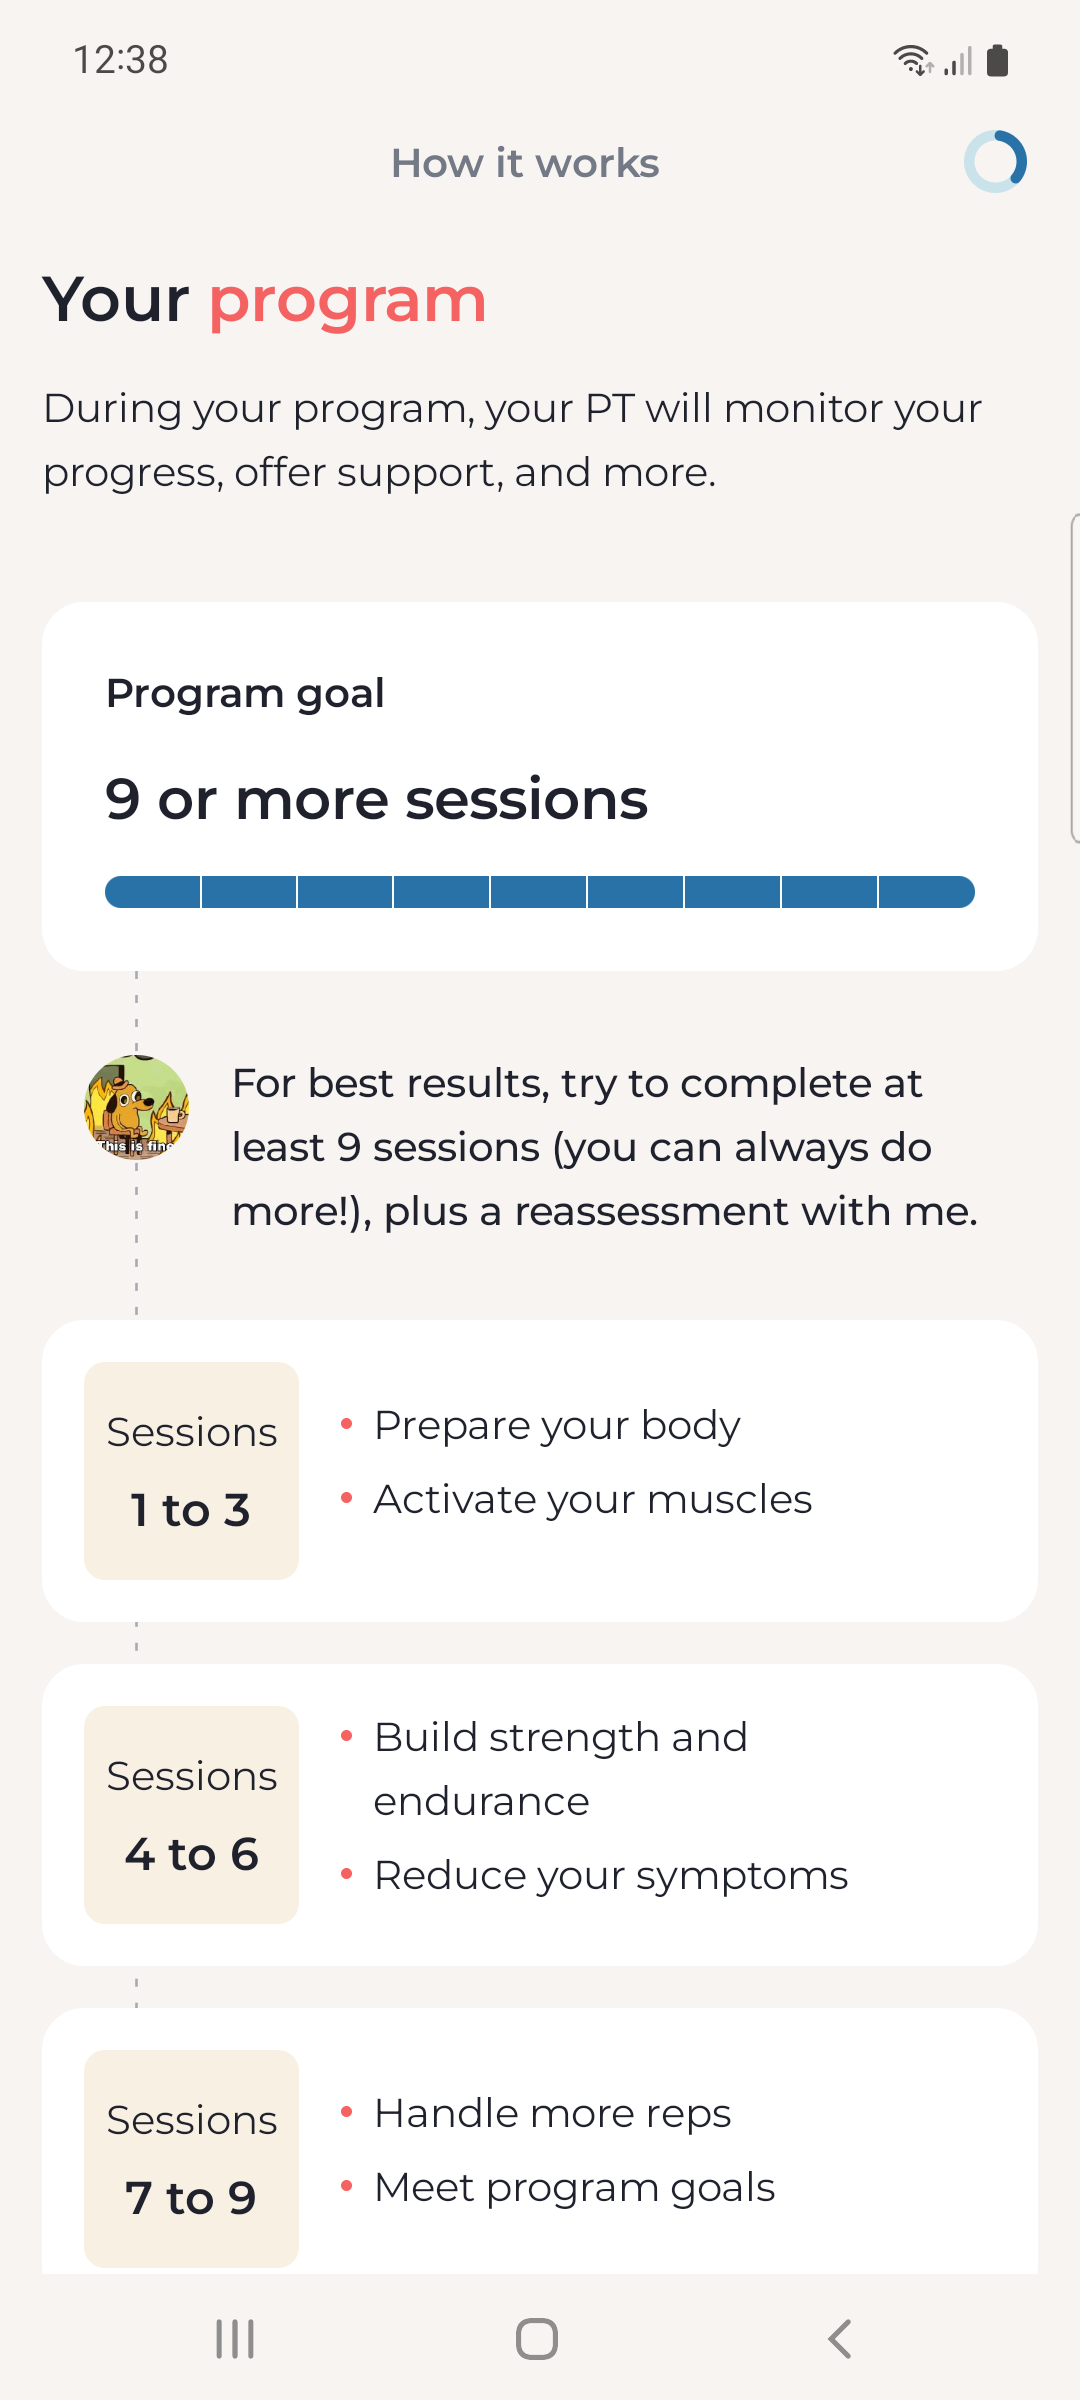 12:38
How it works
Your program
During your program, your PT will monitor your
progress, offer support, and more.
Program goal
9 or more sessions
For best results, try to complete at
least 9 sessions (you can always do
more!), plus a reassessment with me.
his is fine
Sessions
1 to 3
• Prepare your body
• Activate your muscles
Sessions
4 to 6
• Build strength and
endurance
• Reduce your symptoms
Sessions
7 to 9
• Handle more reps
• Meet program goals